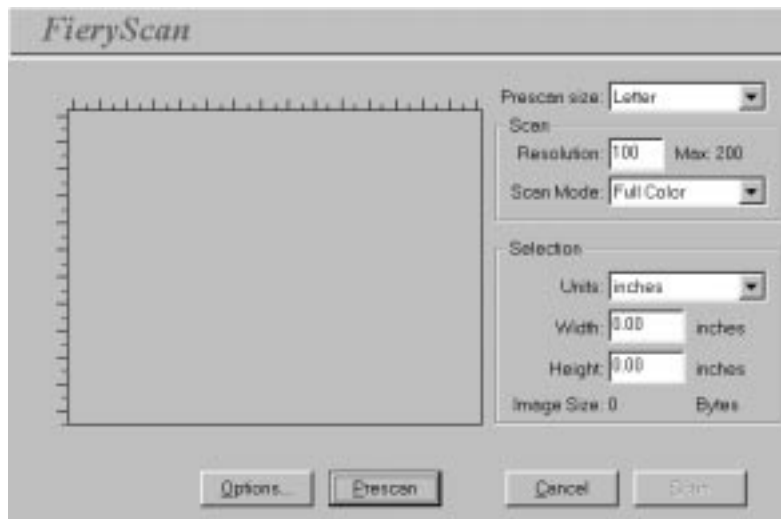 FieryScan
Prescan size: Letter
Scan
Resolution: 100 Max: 200
Scan Mode: Full Color
Selection
Units: inches
Width: 0.00 inches
Height: 0.00 inches
Image Size: 0 Bytes
Options... Prescan Cancel Scan